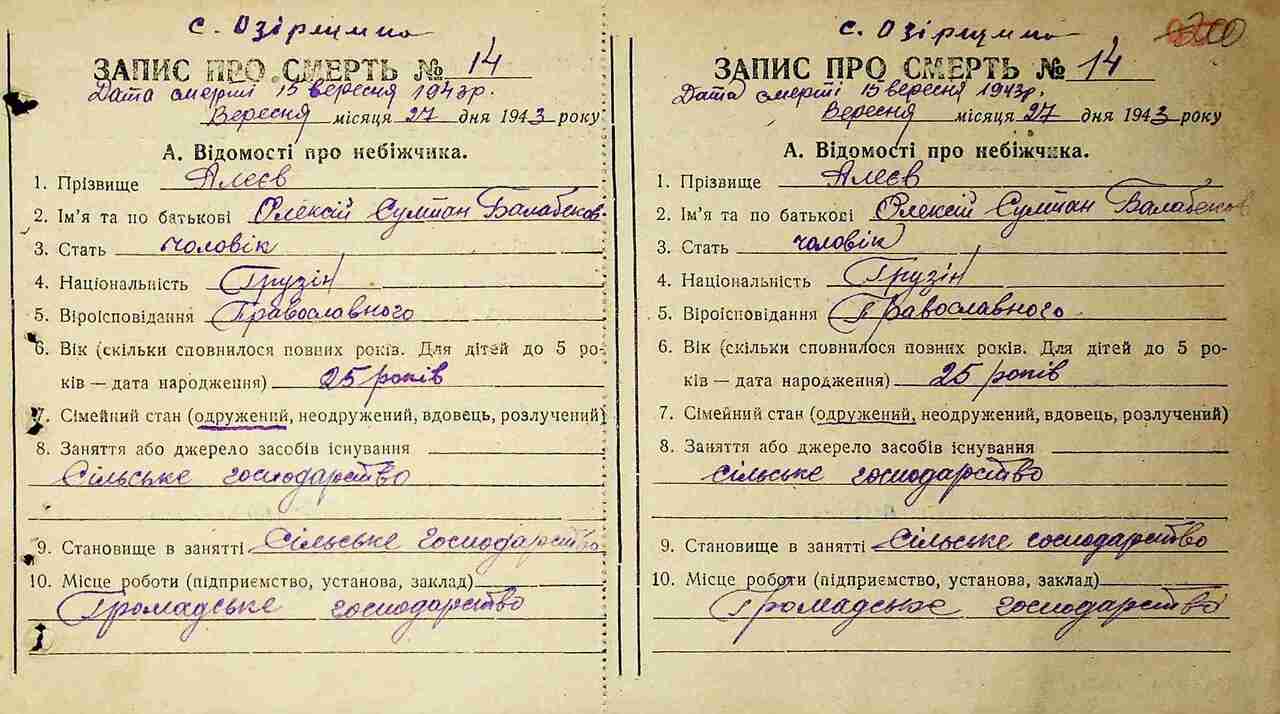 с. Озірщина
ЗАПИС ПРО СМЕРТЬ № 14
Дата смерті 15 вересня 1943р.
Вересня місяця 27 дня 1943 року
А. Відомості про небіжчика.
1. Прізвище Алеєв
2. Ім'я та по батькові Олексій Султан Балабеков
3. Стать чоловік
4. Національність Грузін
5. Віроісповідання Православного
6. Вік (скільки сповнилося повних років. Для дітей до 5 ро-
ків — дата народження) 25 років
7. Сімейний стан (одружений, неодружений, вдовець, розлучений)
8. Заняття або джерело засобів існування
Сільське господарство
9. Становище в занятті Сільське господарство
10. Місце роботи (підприємство, установа, заклад)
Громадське господарство
с. Озірщина
ЗАПИС ПРО СМЕРТЬ № 14
Дата смерті 15 вересня 1943р.
Вересня місяця 27 дня 1943 року
А. Відомості про небіжчика.
1. Прізвище Алеєв
2. Ім'я та по батькові Олексій Султан Балабеков
3. Стать чоловік
4. Національність Грузін
5. Віроісповідання Православного
6. Вік (скільки сповнилося повних років. Для дітей до 5 ро-
ків — дата народження) 25 років
7. Сімейний стан (одружений, неодружений, вдовець, розлучений)
8. Заняття або джерело засобів існування
Сільське господарство
9. Становище в занятті Сільське господарство
10. Місце роботи (підприємство, установа, заклад)
Громадське господарство